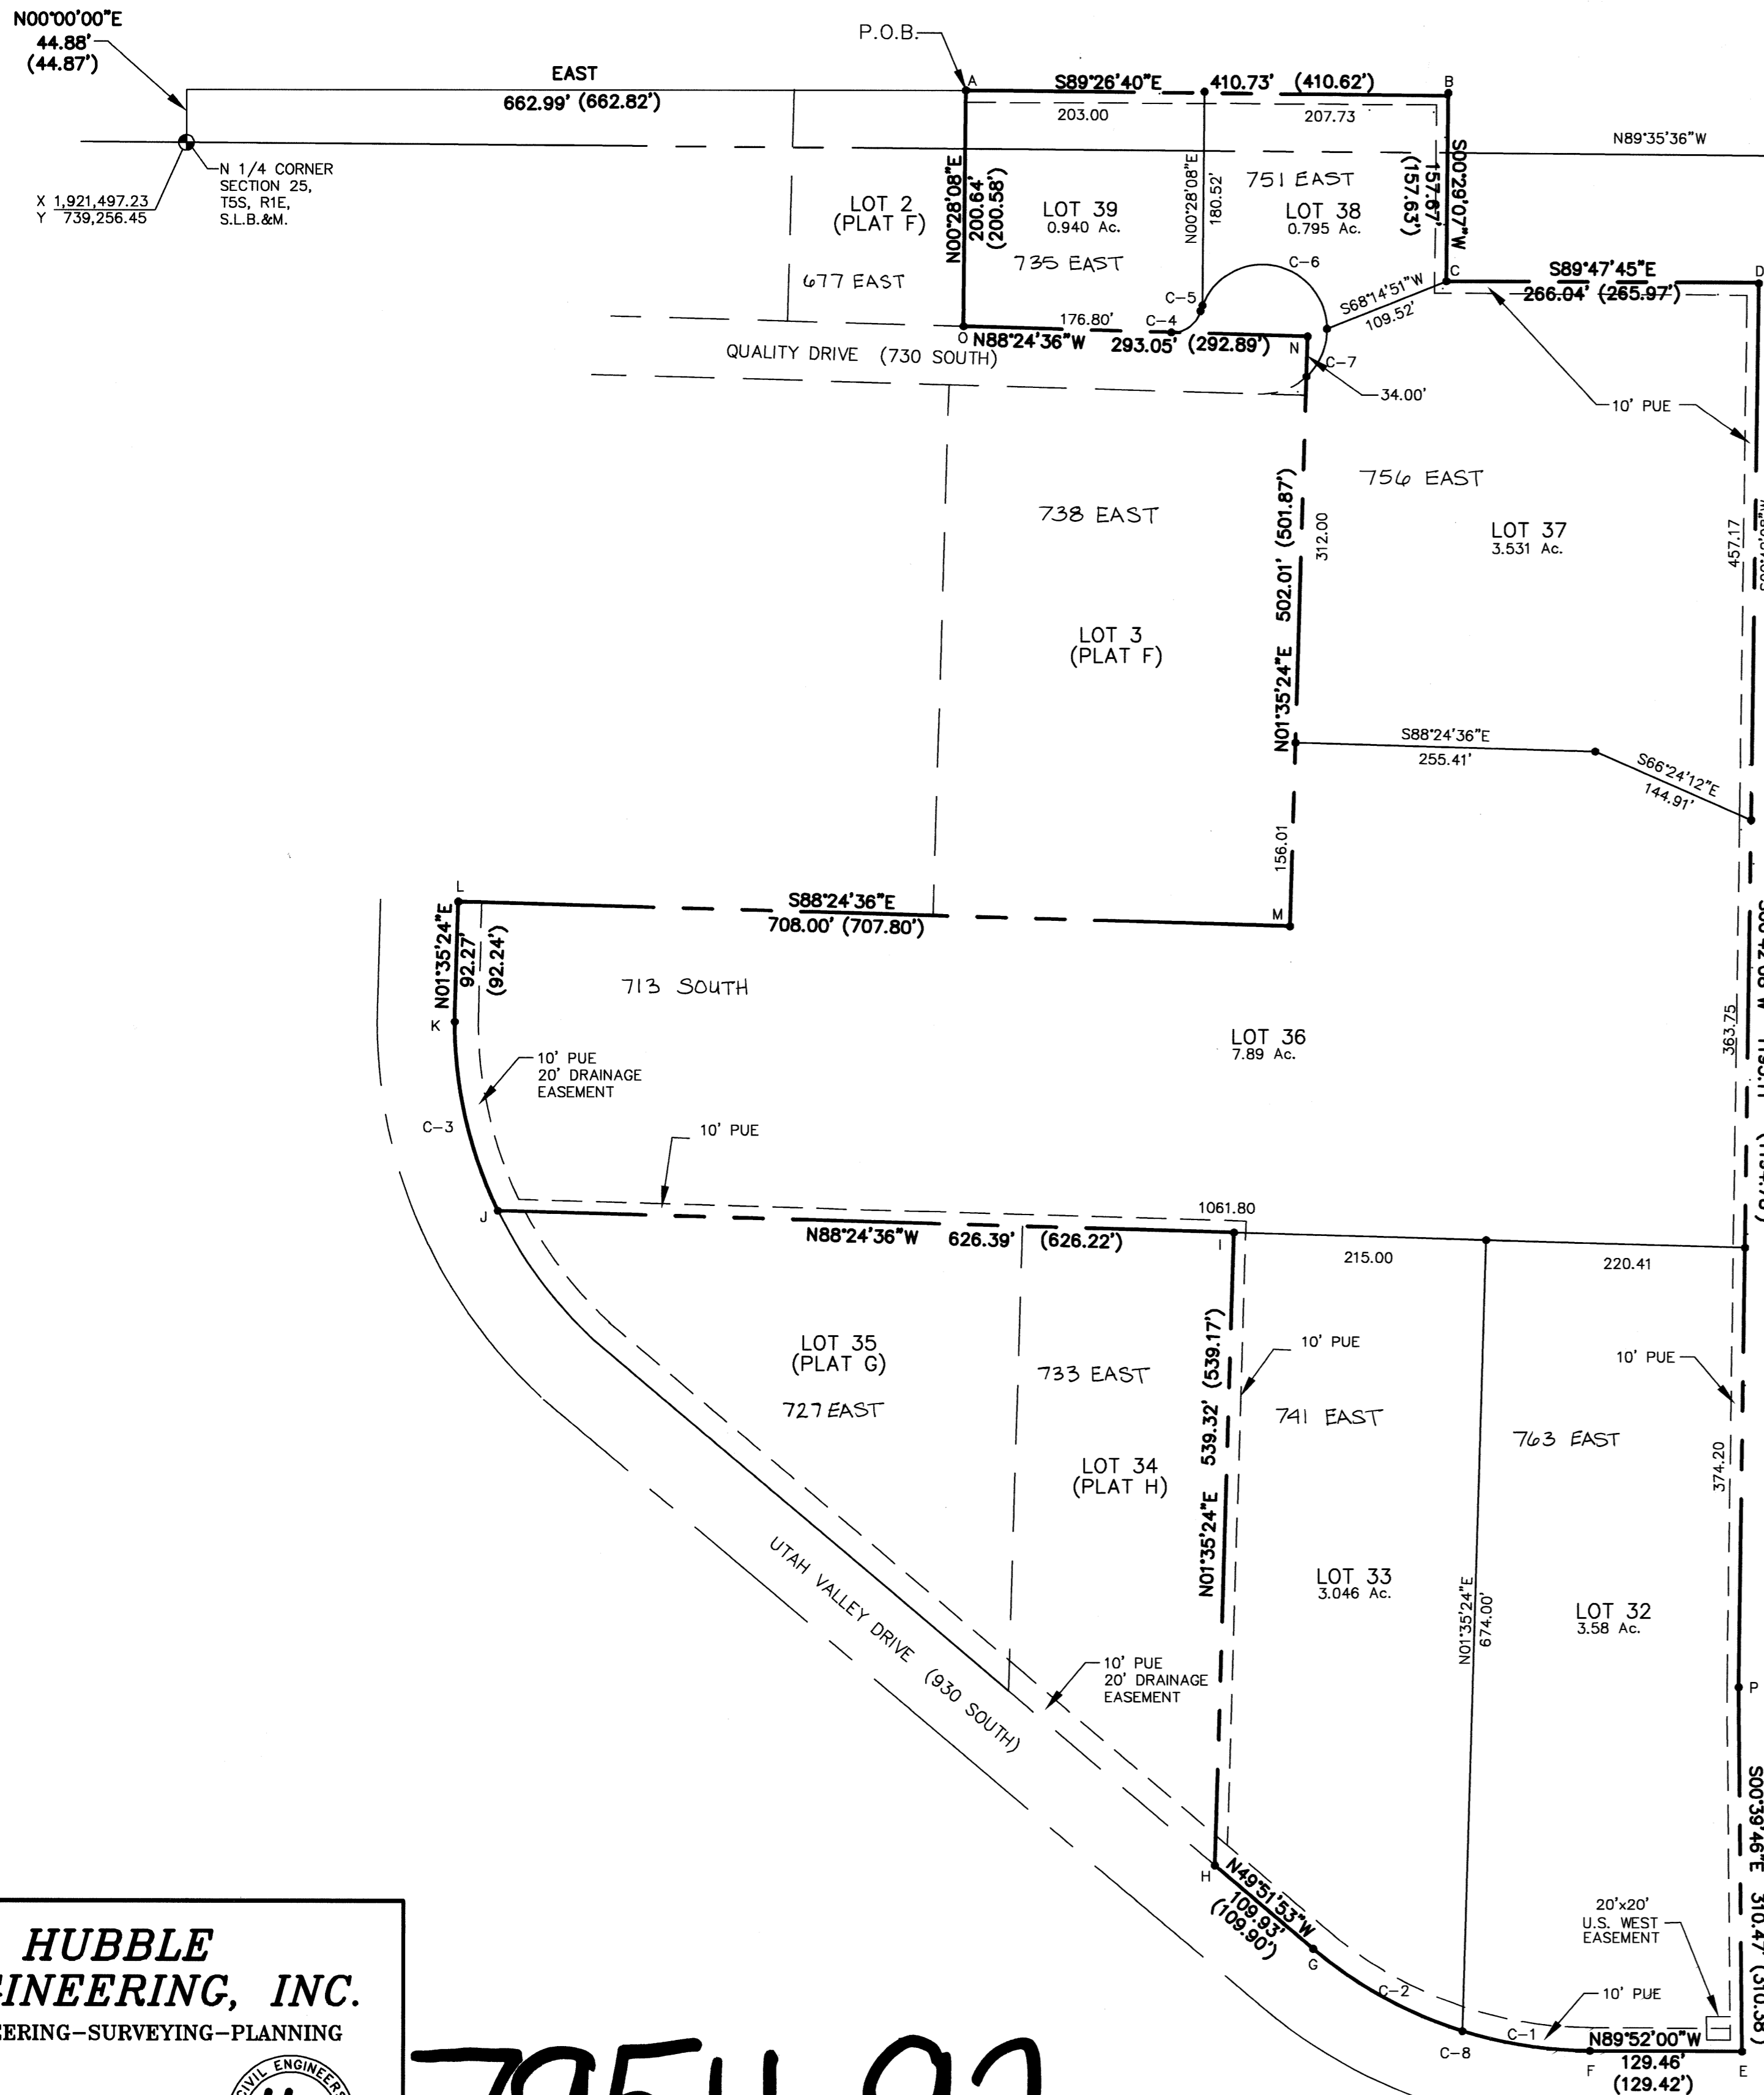 N00°00'00"E
44.88'
(44.87')
EAST
662.99' (662.82')
P.O.B.
A
S89°26'40"E 410.73' (410.62')
B
203.00
207.73
N89°35'36"W
N 1/4 CORNER
SECTION 25,
T5S, R1E,
S.L.B.&M.
X 1,921,497.23
Y 739,256.45
LOT 2
(PLAT F)
677 EAST
N00°28'08"E
200.64'
(200.58')
LOT 39
0.940 Ac.
735 EAST
N00°28'08"E
180.52'
751 EAST
LOT 38
0.795 Ac.
S00°29'07"W
157.67'
(157.63')
C-6
C-5
C-4
S68°14'51"W
109.52'
C
S89°47'45"E
266.04' (265.97')
D
176.80'
O
N88°24'36"W 293.05' (292.89')
N
C-7
34.00'
10' PUE
QUALITY DRIVE (730 SOUTH)
738 EAST
LOT 3
(PLAT F)
N01°35'24"E 502.01' (501.87')
312.00
756 EAST
LOT 37
3.531 Ac.
457.17
S88°24'36"E
255.41'
S66°24'12"E
144.91'
156.01
L
S88°24'36"E
708.00' (707.80')
M
N01°35'24"E
92.27'
(92.24')
K
713 SOUTH
LOT 36
7.89 Ac.
363.75
10' PUE
20' DRAINAGE
EASEMENT
C-3
10' PUE
J
1061.80
N88°24'36"W 626.39' (626.22')
I
215.00
220.41
LOT 35
(PLAT G)
727 EAST
733 EAST
LOT 34
(PLAT H)
N01°35'24"E 539.32' (539.17')
10' PUE
741 EAST
10' PUE
763 EAST
374.20
LOT 33
3.046 Ac.
N01°35'24"E
674.00'
LOT 32
3.58 Ac.
UTAH VALLEY DRIVE (930 SOUTH)
10' PUE
20' DRAINAGE
EASEMENT
P
S00°39'46"E 310.47' (310.38')
H
N49°51'53"W
109.93'
(109.90')
G
C-2
20'x20'
U.S. WEST
EASEMENT
10' PUE
C-1
C-8
N89°52'00"W
129.46'
(129.42')
F
E
HUBBLE
GINEERING, INC.
EERING-SURVEYING-PLANNING
CIVIL ENGINEERS